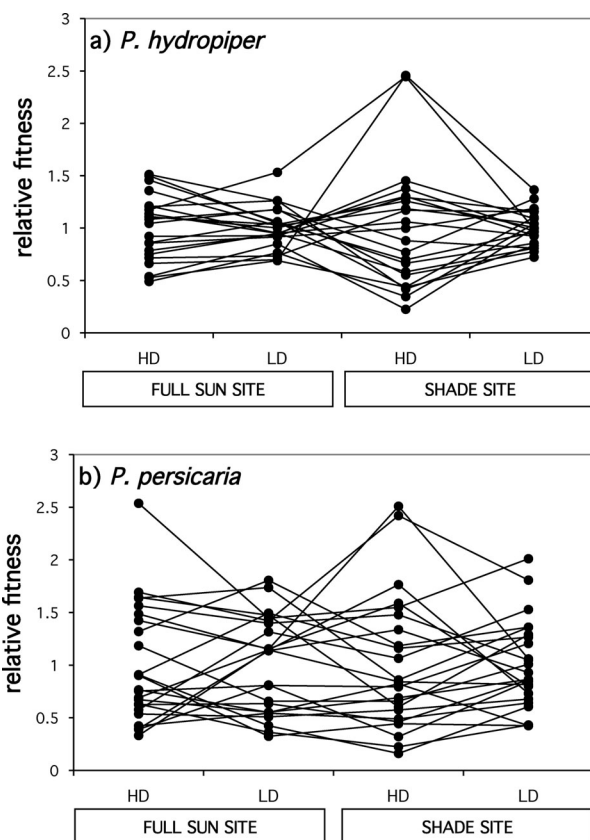 a) P. hydropiper
3
2.5
2
1.5
1
0.5
0
relative fitness
HD LD HD LD
FULL SUN SITE SHADE SITE
b) P. persicaria
3
2.5
2
1.5
1
0.5
0
relative fitness
HD LD HD LD
FULL SUN SITE SHADE SITE